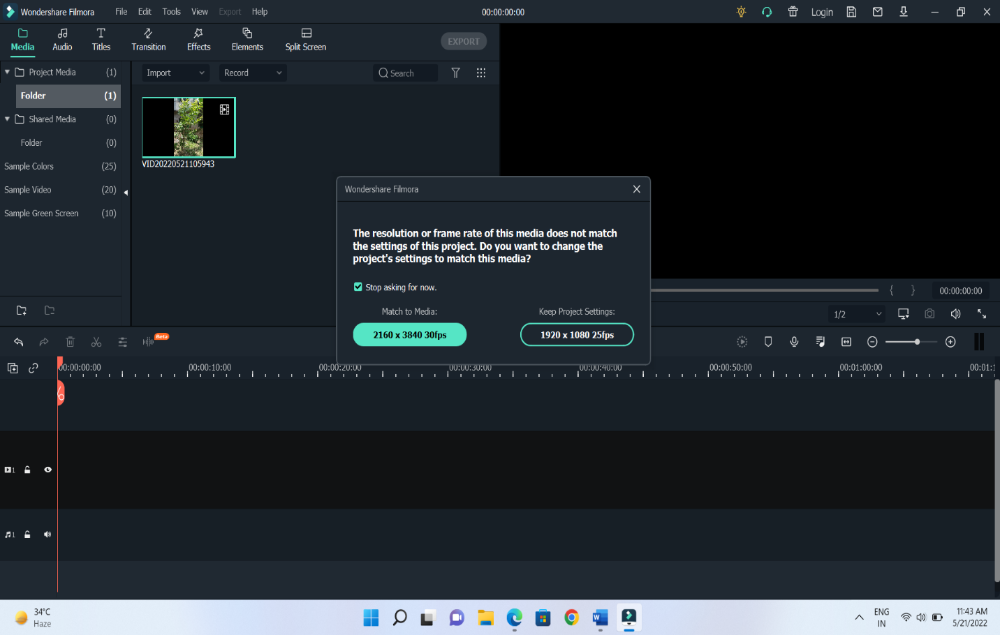 Wondershare Filmora File Edit Tools View Export Help 00:00:00:00 Login
Media Audio Titles Transition Effects Elements Split Screen EXPORT
Project Media (1) Import Record Search
Folder (1)
Shared Media (0)
Folder (0)
Sample Colors (25)
Sample Video (20)
Sample Green Screen (10)
VID20220521105943
Wondershare Filmora
The resolution or frame rate of this media does not match
the settings of this project. Do you want to change the
project's settings to match this media?
Stop asking for now.
Match to Media: Keep Project Settings:
2160 x 3840 30fps 1920 x 1080 25fps
{ } 00:00:00:00
1/2
Beta
00:00:00:00 00:00:10:00 00:00:20:00 00:00:30:00 00:00:40:00 00:00:50:00 00:01:00:00 00:01:1
1
1
34°C
Haze
ENG
IN
11:43 AM
5/21/2022